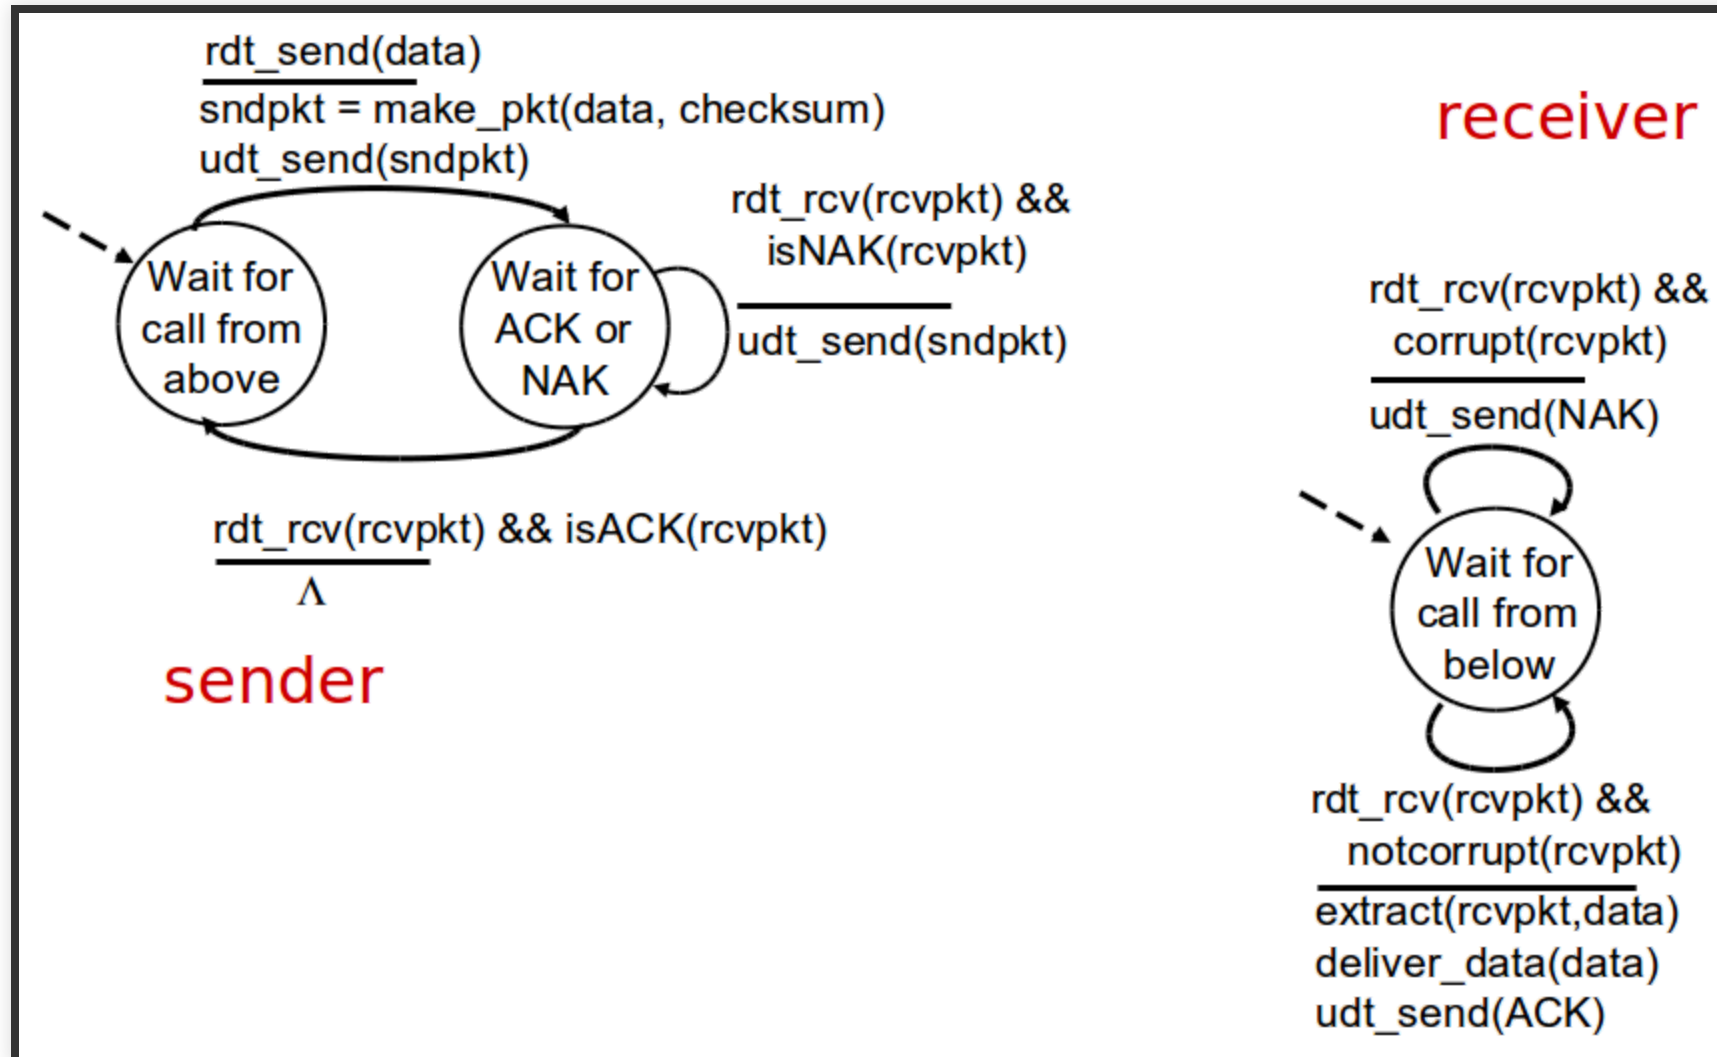 rdt_send(data)
sndpkt = make_pkt(data, checksum)
udt_send(sndpkt)
rdt_rcv(rcvpkt) &&
isNAK(rcvpkt)
udt_send(sndpkt)
Wait for
call from
above
Wait for
ACK or
NAK
rdt_rcv(rcvpkt) && isACK(rcvpkt)
Λ
sender
receiver
rdt_rcv(rcvpkt) &&
corrupt(rcvpkt)
udt_send(NAK)
Wait for
call from
below
rdt_rcv(rcvpkt) &&
notcorrupt(rcvpkt)
extract(rcvpkt,data)
deliver_data(data)
udt_send(ACK)